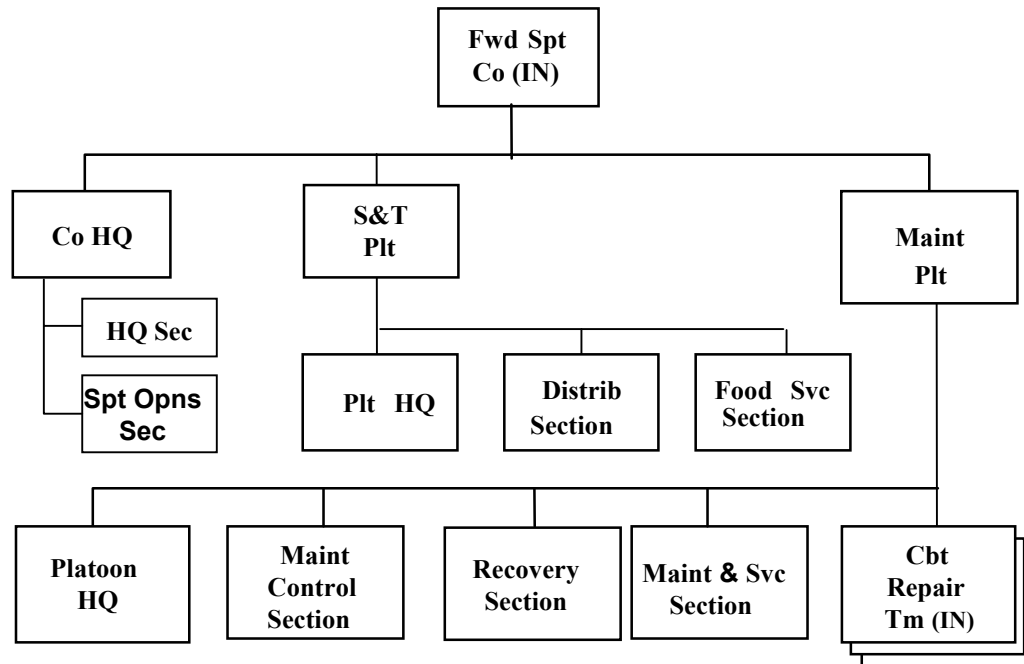 Fwd Spt
Co (IN)
Co HQ
S&T
Plt
Maint
Plt
HQ Sec
Spt Opns
Sec
Plt HQ
Distrib
Section
Food Svc
Section
Platoon
HQ
Maint
Control
Section
Recovery
Section
Maint & Svc
Section
Cbt
Repair
Tm (IN)